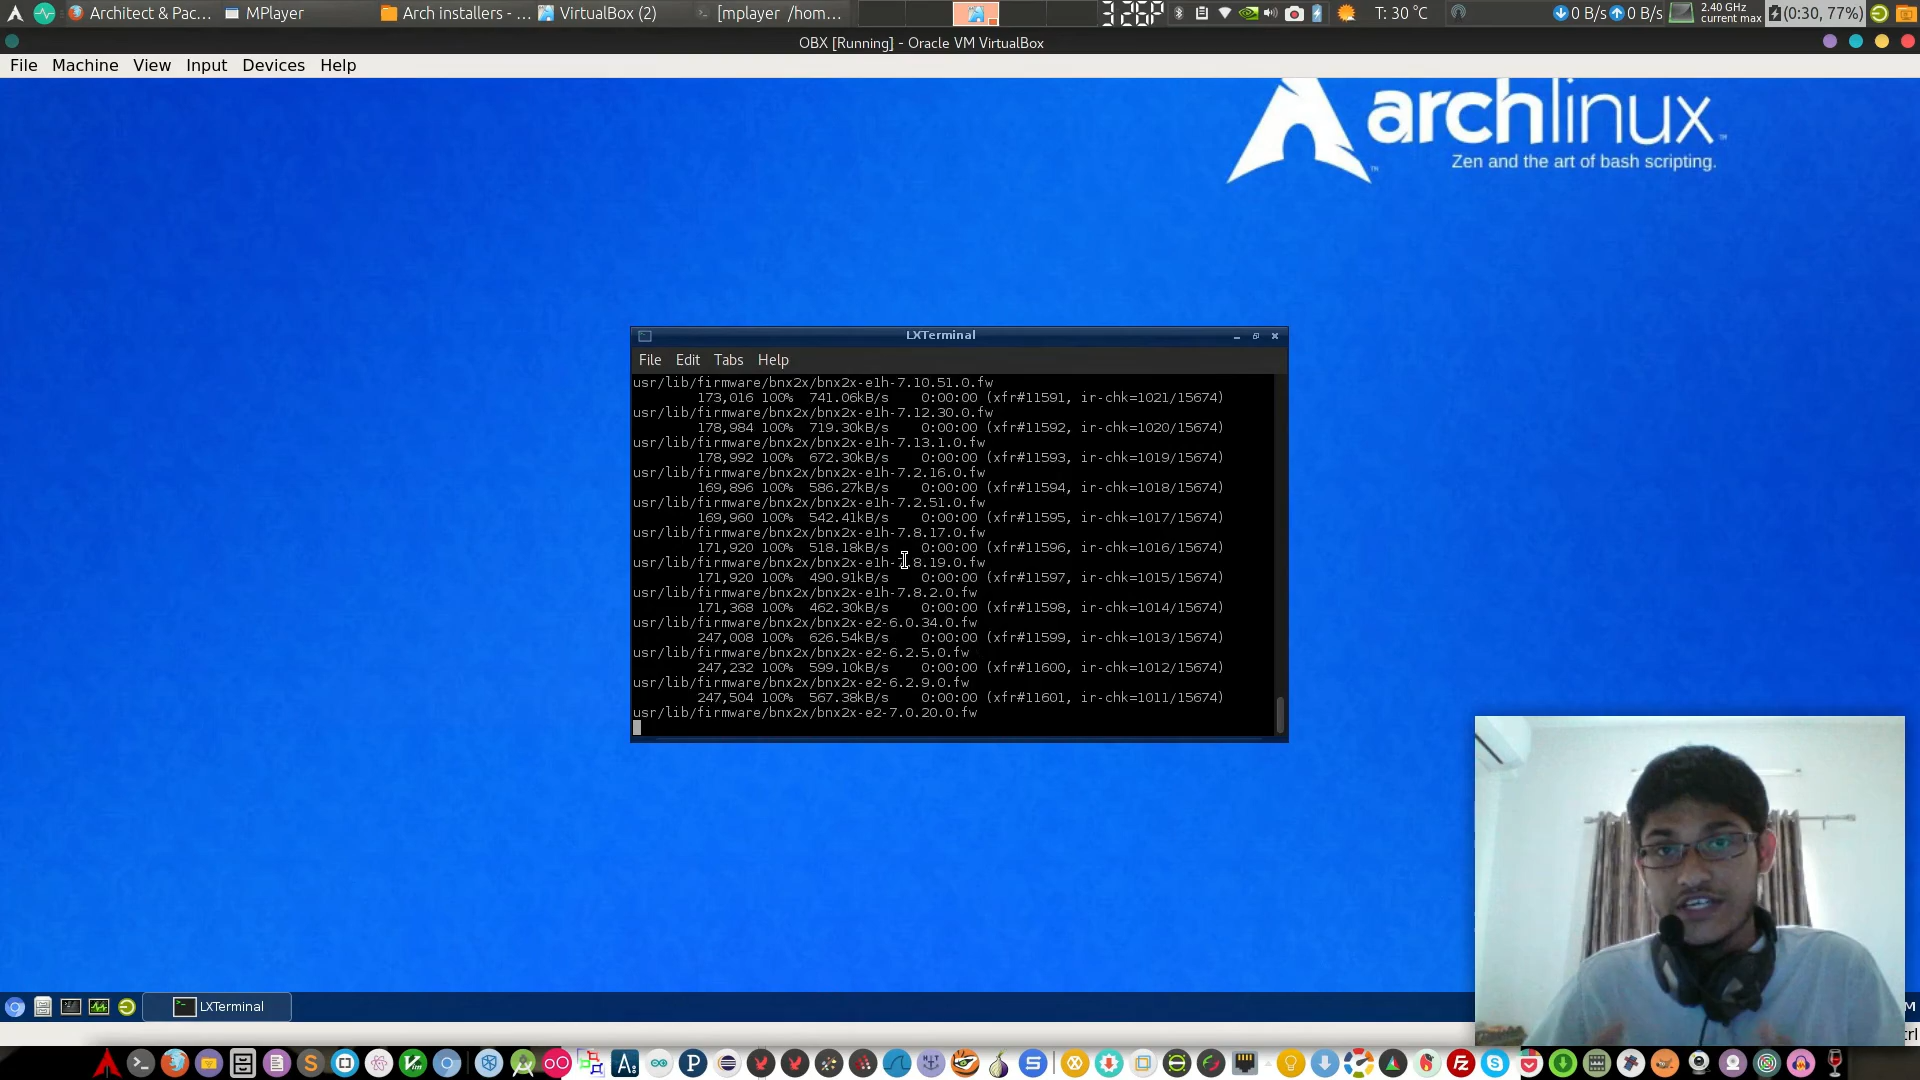 Architect & Pac...
MPlayer
Arch installers - ...
VirtualBox (2)
[mplayer /hom...
3:26P
T: 30 °C
0 B/s
0 B/s
2.40 GHz
current max
(0:30, 77%)
OBX [Running] - Oracle VM VirtualBox
File Machine View Input Devices Help
archlinux
Zen and the art of bash scripting.
LXTerminal
File Edit Tabs Help
usr/lib/firmware/bnx2x/bnx2x-e1h-7.10.51.0.fw
173,016 100% 741.06kB/s 0:00:00 (xfr#11591, ir-chk=1021/15674)
usr/lib/firmware/bnx2x/bnx2x-e1h-7.12.30.0.fw
178,984 100% 719.30kB/s 0:00:00 (xfr#11592, ir-chk=1020/15674)
usr/lib/firmware/bnx2x/bnx2x-e1h-7.13.1.0.fw
178,992 100% 672.30kB/s 0:00:00 (xfr#11593, ir-chk=1019/15674)
usr/lib/firmware/bnx2x/bnx2x-e1h-7.2.16.0.fw
169,896 100% 586.27kB/s 0:00:00 (xfr#11594, ir-chk=1018/15674)
usr/lib/firmware/bnx2x/bnx2x-e1h-7.2.51.0.fw
169,960 100% 542.41kB/s 0:00:00 (xfr#11595, ir-chk=1017/15674)
usr/lib/firmware/bnx2x/bnx2x-e1h-7.8.17.0.fw
171,920 100% 518.18kB/s 0:00:00 (xfr#11596, ir-chk=1016/15674)
usr/lib/firmware/bnx2x/bnx2x-e1h-7.8.19.0.fw
171,920 100% 490.91kB/s 0:00:00 (xfr#11597, ir-chk=1015/15674)
usr/lib/firmware/bnx2x/bnx2x-e1h-7.8.2.0.fw
171,368 100% 462.30kB/s 0:00:00 (xfr#11598, ir-chk=1014/15674)
usr/lib/firmware/bnx2x/bnx2x-e2-6.0.34.0.fw
247,008 100% 626.54kB/s 0:00:00 (xfr#11599, ir-chk=1013/15674)
usr/lib/firmware/bnx2x/bnx2x-e2-6.2.5.0.fw
247,232 100% 599.10kB/s 0:00:00 (xfr#11600, ir-chk=1012/15674)
usr/lib/firmware/bnx2x/bnx2x-e2-6.2.9.0.fw
247,504 100% 567.38kB/s 0:00:00 (xfr#11601, ir-chk=1011/15674)
usr/lib/firmware/bnx2x/bnx2x-e2-7.0.20.0.fw
LXTerminal
M
trl